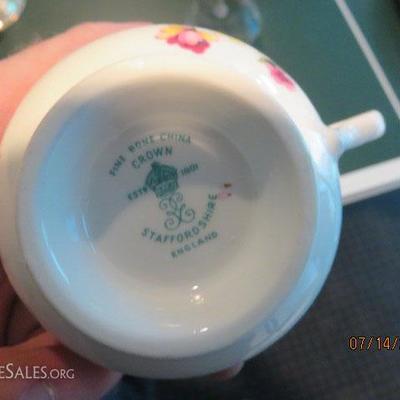 FINE BONE CHINA
CROWN
ESTD 1801
STAFFORDSHIRE
ENGLAND
07/14/
eSales.org